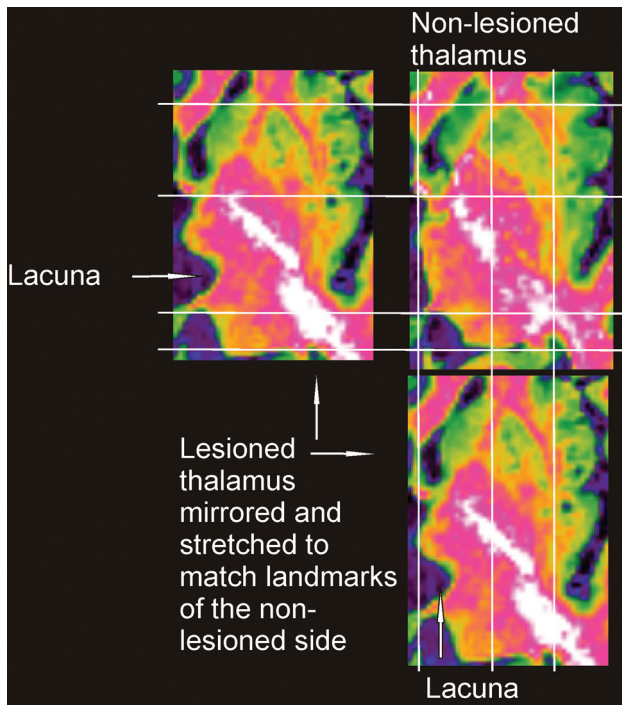 Non-lesioned
thalamus
Lacuna
Lesioned
thalamus
mirrored and
stretched to
match landmarks
of the non-
lesioned side
Lacuna